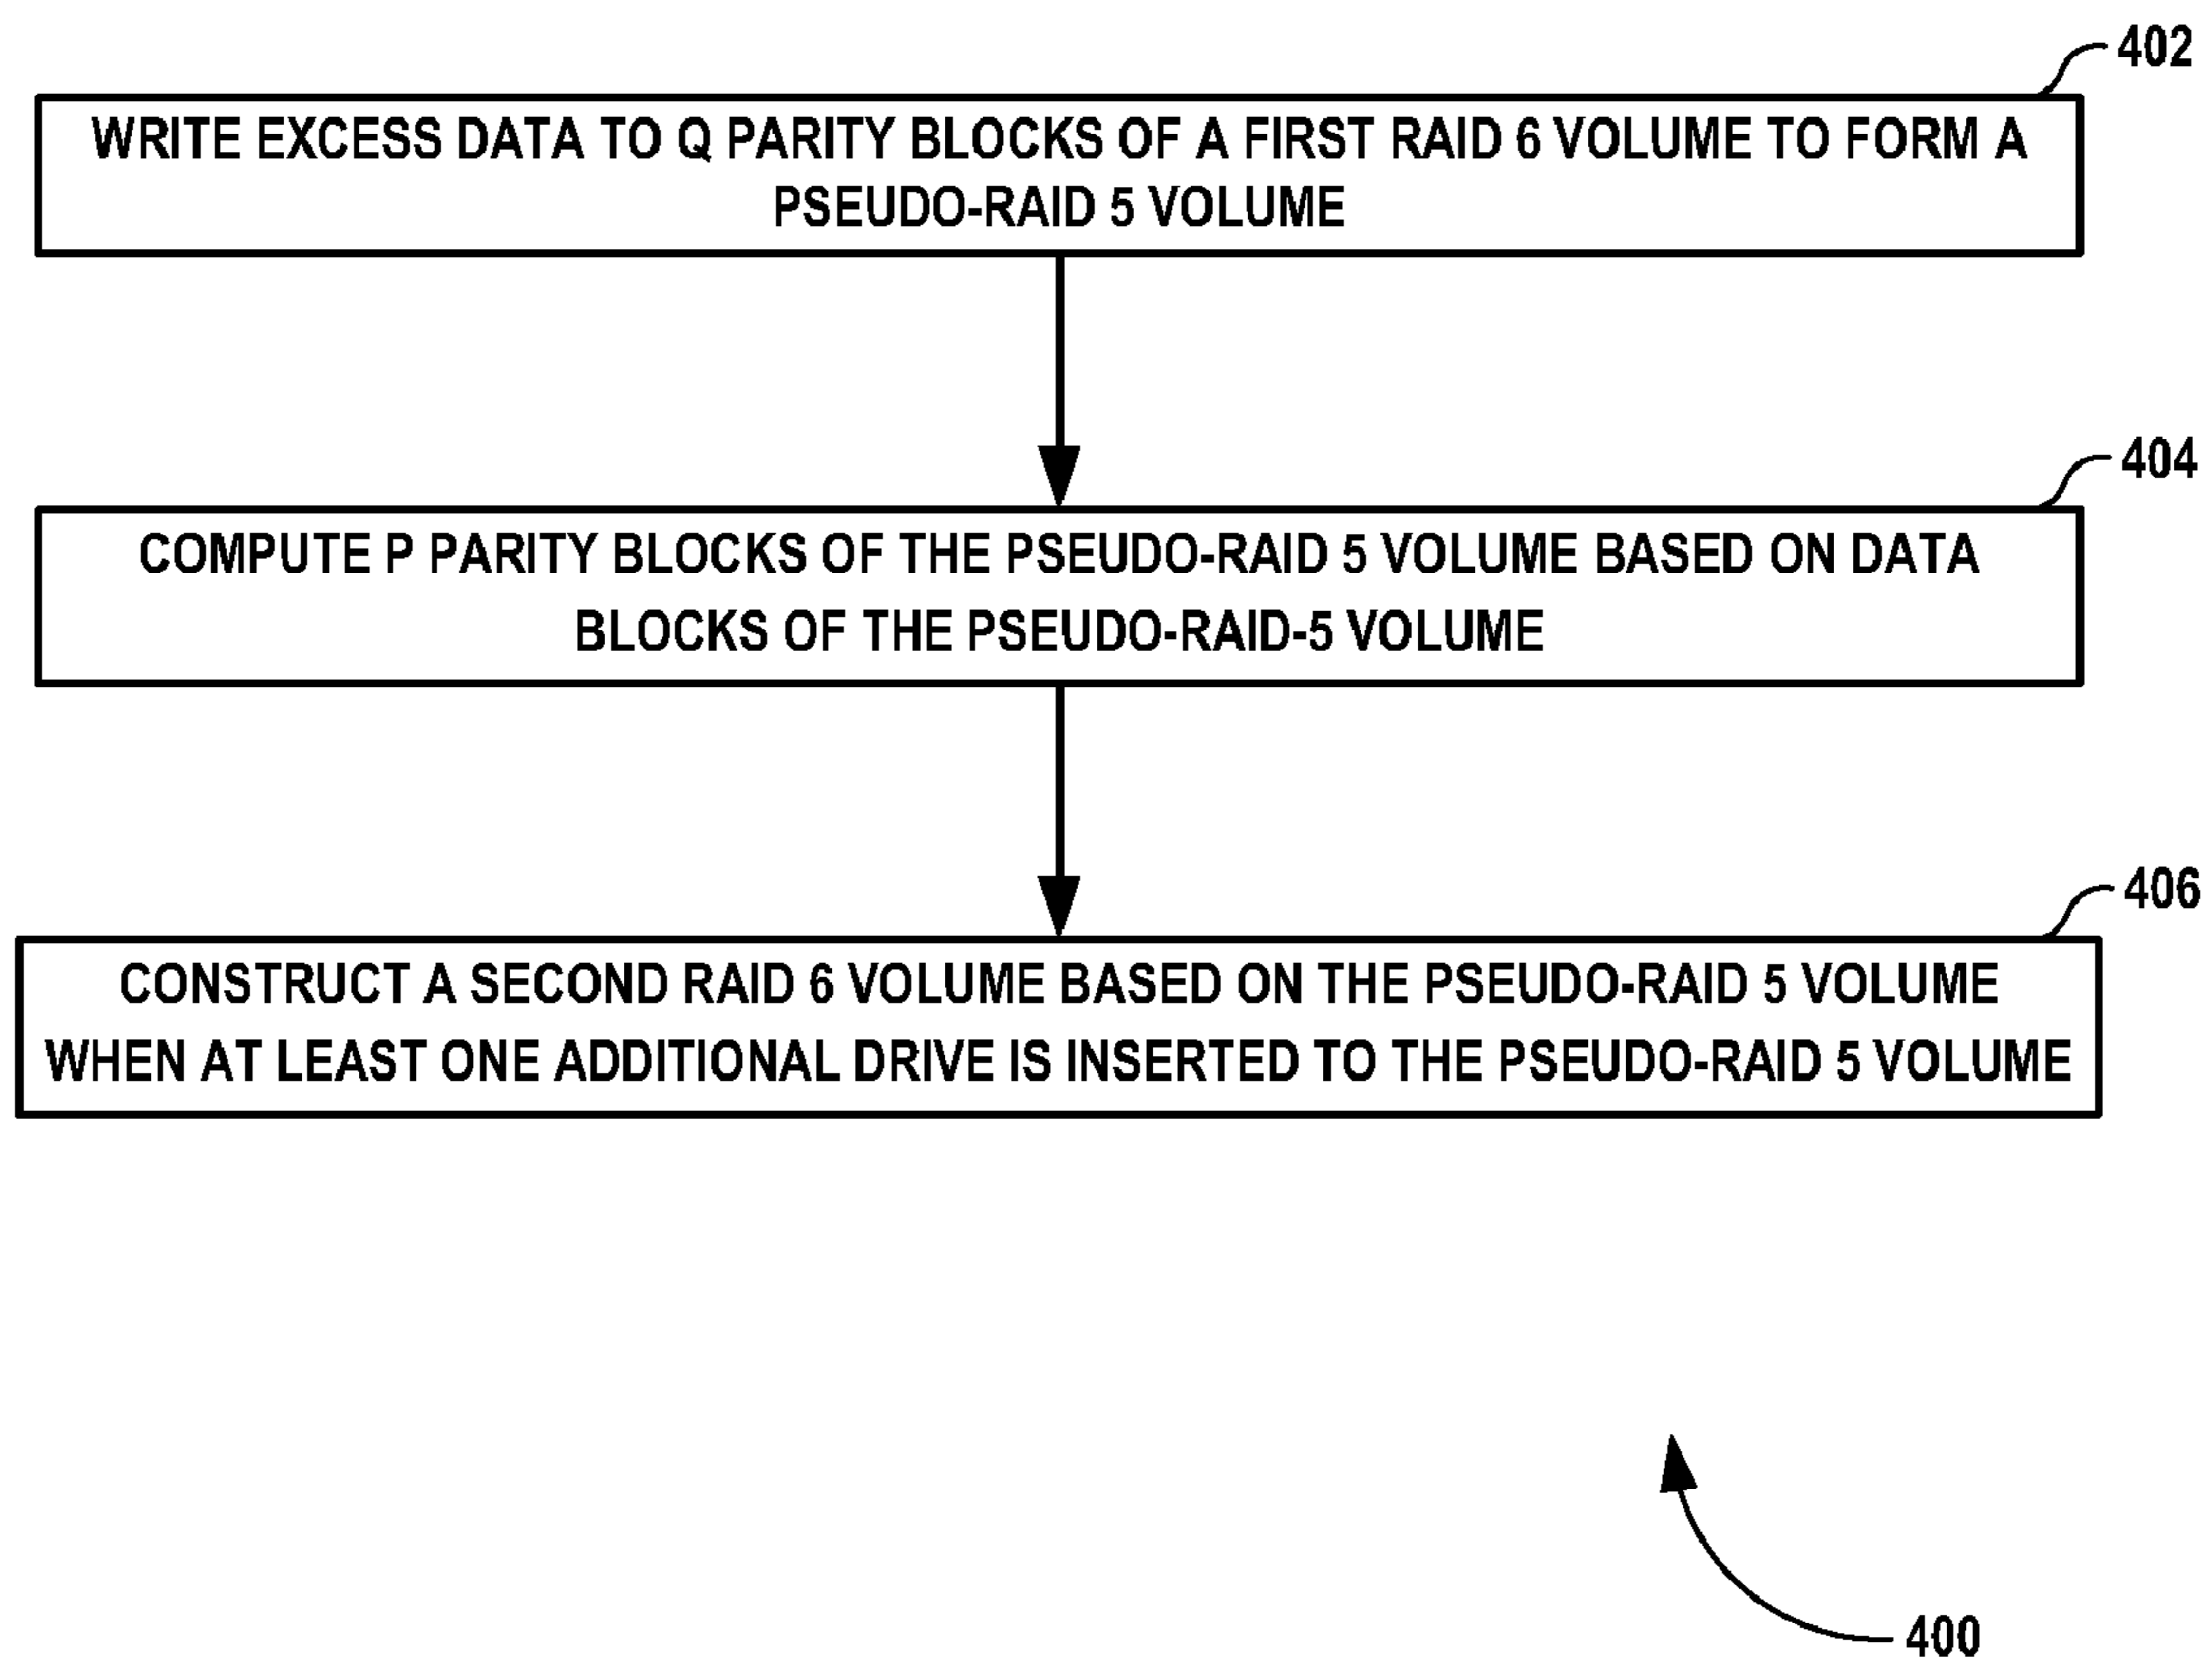 402
WRITE EXCESS DATA TO Q PARITY BLOCKS OF A FIRST RAID 6 VOLUME TO FORM A
PSEUDO-RAID 5 VOLUME
404
COMPUTE P PARITY BLOCKS OF THE PSEUDO-RAID 5 VOLUME BASED ON DATA
BLOCKS OF THE PSEUDO-RAID-5 VOLUME
406
CONSTRUCT A SECOND RAID 6 VOLUME BASED ON THE PSEUDO-RAID 5 VOLUME
WHEN AT LEAST ONE ADDITIONAL DRIVE IS INSERTED TO THE PSEUDO-RAID 5 VOLUME
400